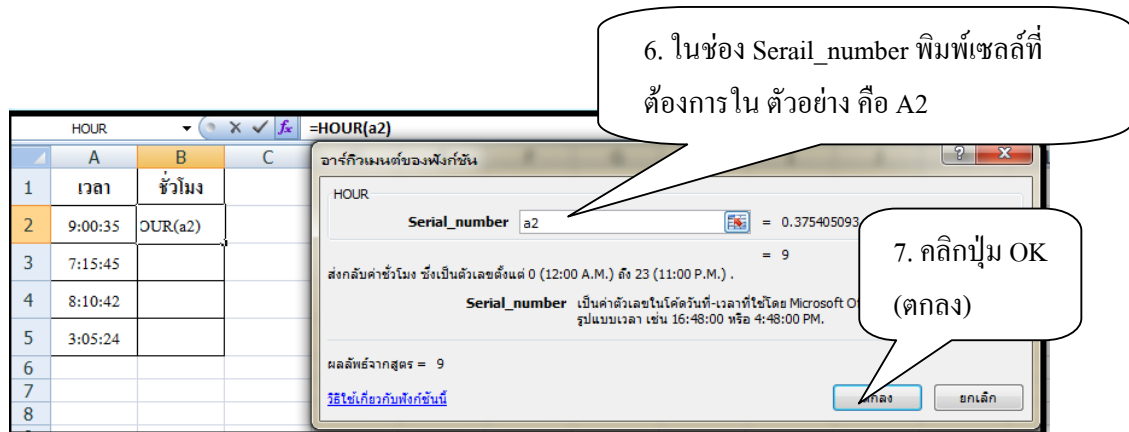 6. ในช่อง Serail_number พิมพ์เซลล์ที่
ต้องการใน ตัวอย่าง คือ A2
HOUR =HOUR(a2)
A B C
1 เวลา ชั่วโมง
2 9:00:35 OUR(a2)
3 7:15:45
4 8:10:42
5 3:05:24
6
7
8
อาร์กิวเมนต์ของฟังก์ชัน
HOUR
Serial_number a2 = 0.375405093
= 9
ส่งกลับค่าชั่วโมง ซึ่งเป็นตัวเลขตั้งแต่ 0 (12:00 A.M.) ถึง 23 (11:00 P.M.) .
Serial_number เป็นค่าตัวเลขในโค้ดวันที่-เวลาที่ใช้โดย Microsoft
รูปแบบเวลา เช่น 16:48:00 หรือ 4:48:00 PM.
ผลลัพธ์จากสูตร = 9
วิธีใช้เกี่ยวกับฟังก์ชันนี้
ตกลง ยกเลิก
7. คลิกปุ่ม OK
(ตกลง)